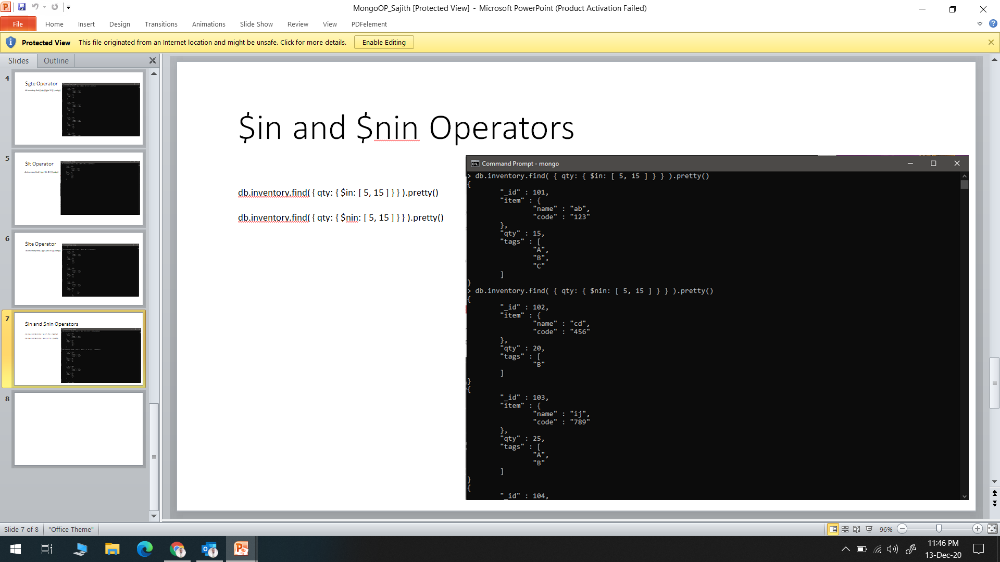 MongoOP_Sajith [Protected View] - Microsoft PowerPoint (Product Activation Failed)
File Home Insert Design Transitions Animations Slide Show Review View PDFelement
Protected View This file originated from an Internet location and might be unsafe. Click for more details. Enable Editing
Slides Outline
4
$gte Operator
5
$lt Operator
6
$lte Operator
7
$in and $nin Operators
8
$in and $nin Operators
db.inventory.find( { qty: { $in: [ 5, 15 ] } } ).pretty()
db.inventory.find( { qty: { $nin: [ 5, 15 ] } } ).pretty()
Command Prompt - mongo
> db.inventory.find( { qty: { $in: [ 5, 15 ] } } ).pretty()
{
"_id" : 101,
"item" : {
"name" : "ab",
"code" : "123"
},
"qty" : 15,
"tags" : [
"A",
"B",
"C"
]
}
> db.inventory.find( { qty: { $nin: [ 5, 15 ] } } ).pretty()
{
"_id" : 102,
"item" : {
"name" : "cd",
"code" : "456"
},
"qty" : 20,
"tags" : [
"B"
]
}
{
"_id" : 103,
"item" : {
"name" : "ij",
"code" : "789"
},
"qty" : 25,
"tags" : [
"A",
"B"
]
}
{
"_id" : 104,
Slide 7 of 8 "Office Theme" 96%
11:46 PM
13-Dec-20